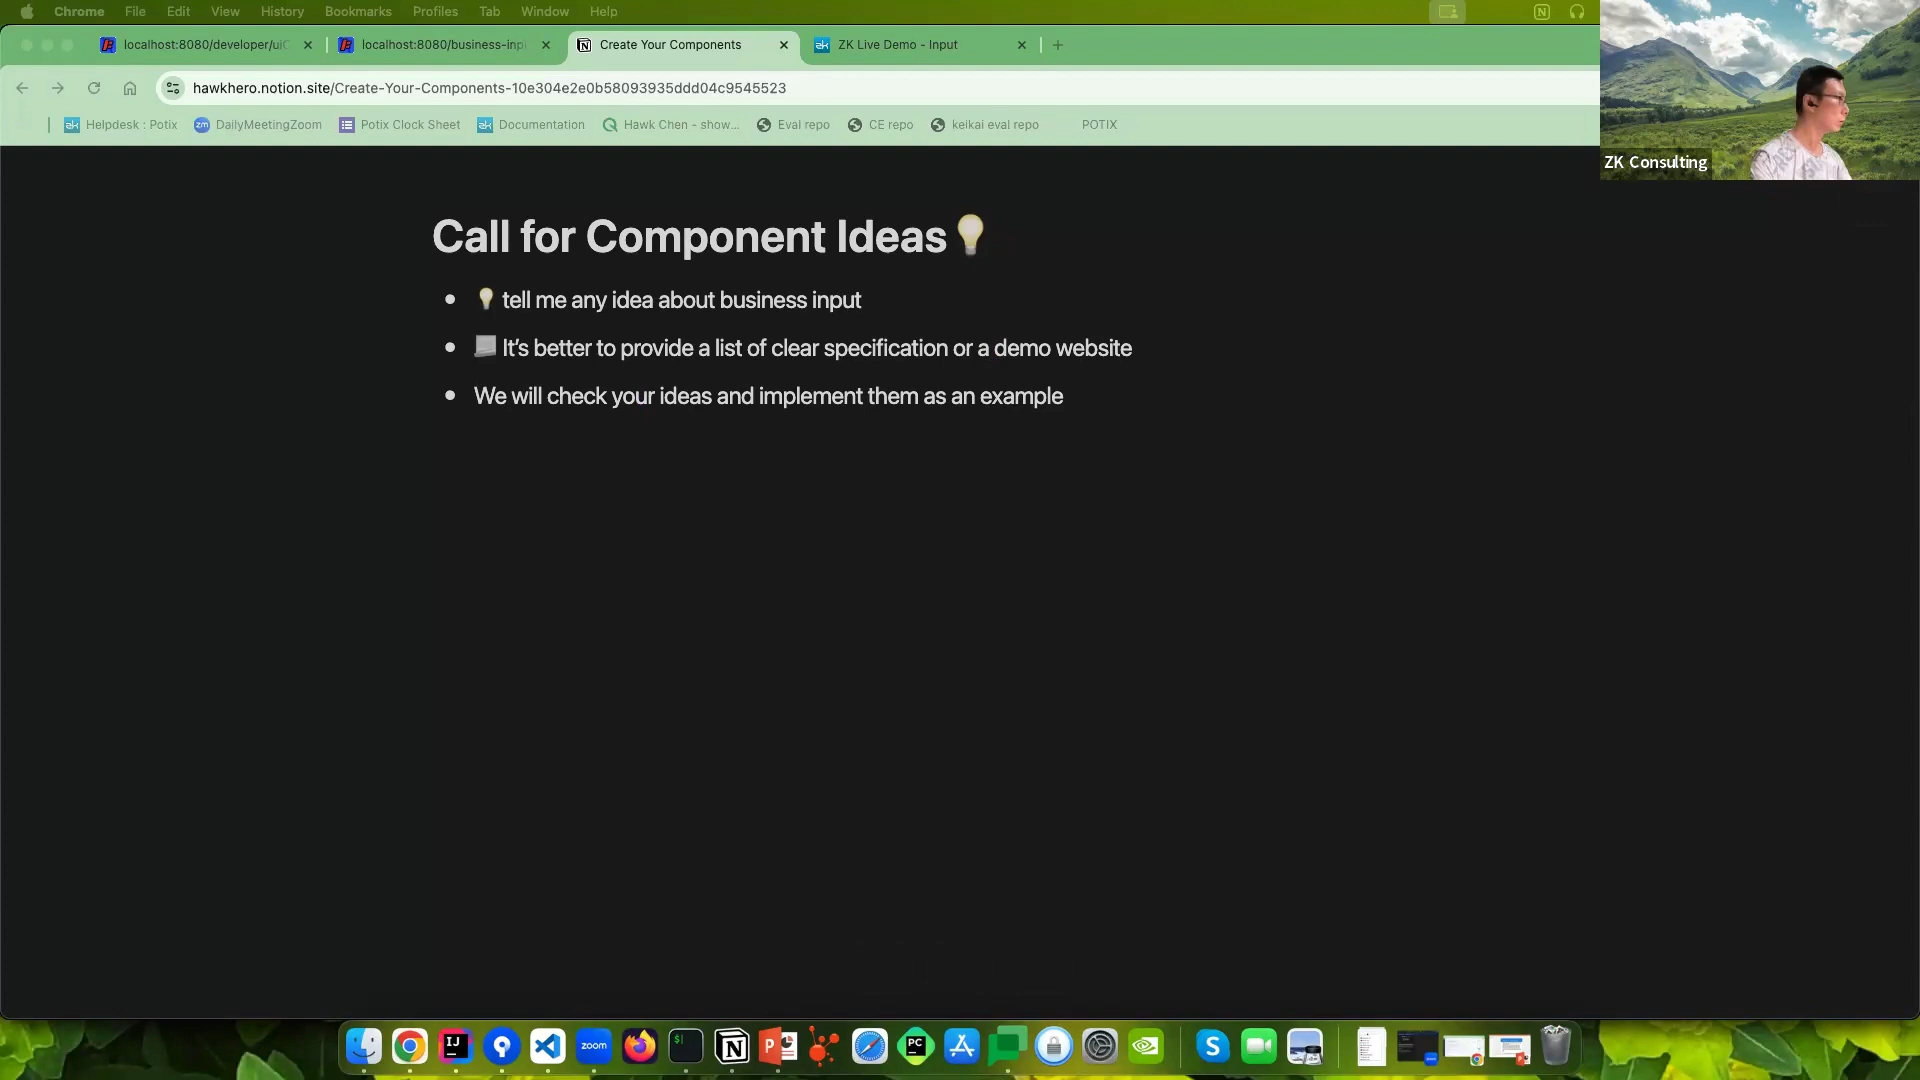 Chrome File Edit View History Bookmarks Profiles Tab Window Help
localhost:8080/developer/uiC
localhost:8080/business-inp
Create Your Components
ZK Live Demo - Input
hawkhero.notion.site/Create-Your-Components-10e304e2e0b58093935ddd04c9545523
Helpdesk : Potix
DailyMeetingZoom
Potix Clock Sheet
Documentation
Hawk Chen - show...
Eval repo
CE repo
keikai eval repo
POTIX
ZK Consulting
Call for Component Ideas💡
• 💡 tell me any idea about business input
• 💻 It's better to provide a list of clear specification or a demo website
• We will check your ideas and implement them as an example
IJ
zoom
PC